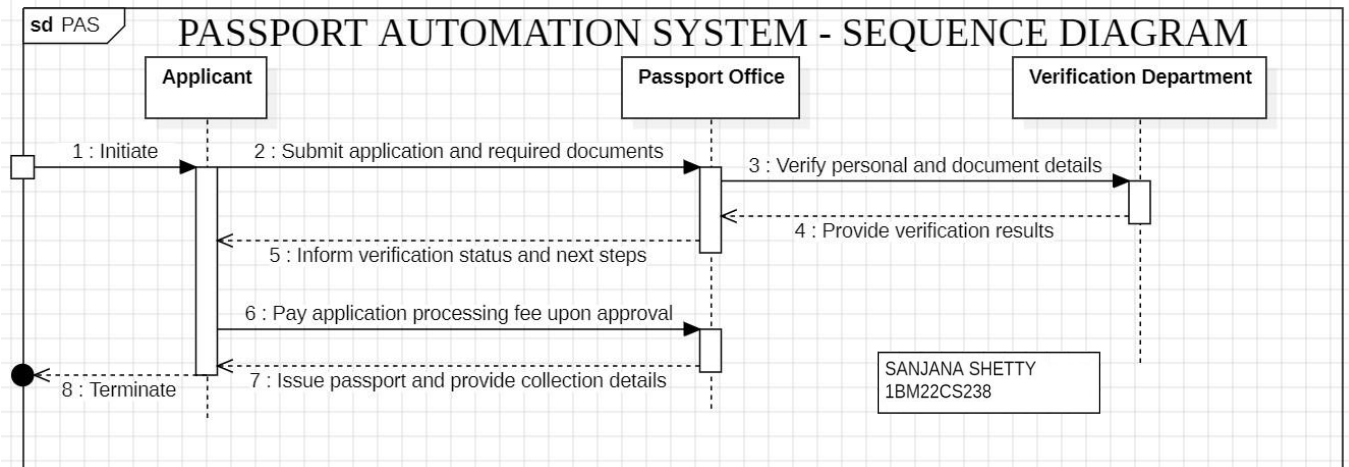 sd PAS
PASSPORT AUTOMATION SYSTEM - SEQUENCE DIAGRAM
Applicant
Passport Office
Verification Department
1 : Initiate
2 : Submit application and required documents
3 : Verify personal and document details
4 : Provide verification results
5 : Inform verification status and next steps
6 : Pay application processing fee upon approval
7 : Issue passport and provide collection details
8 : Terminate
SANJANA SHETTY
1BM22CS238